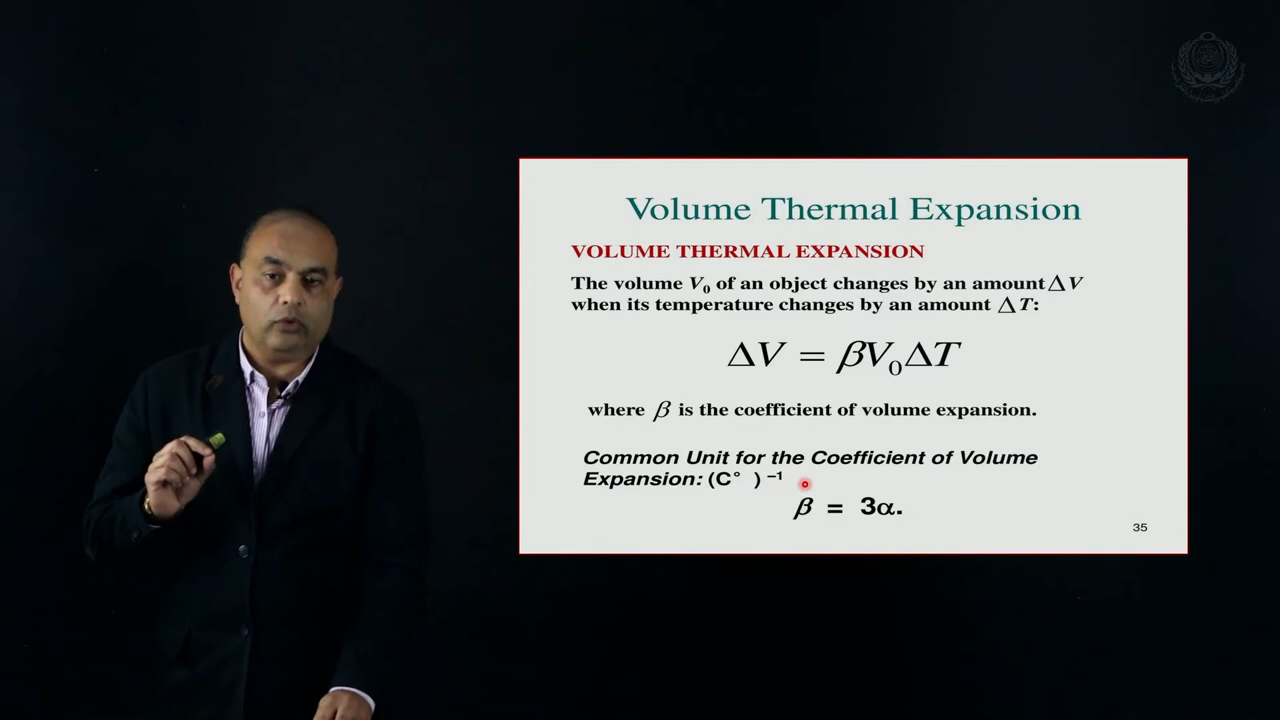 Volume Thermal Expansion
VOLUME THERMAL EXPANSION
The volume V₀ of an object changes by an amount ΔV
when its temperature changes by an amount ΔT:
ΔV = βV₀ΔT
where β is the coefficient of volume expansion.
Common Unit for the Coefficient of Volume
Expansion: (C° )⁻¹
β = 3α.
35